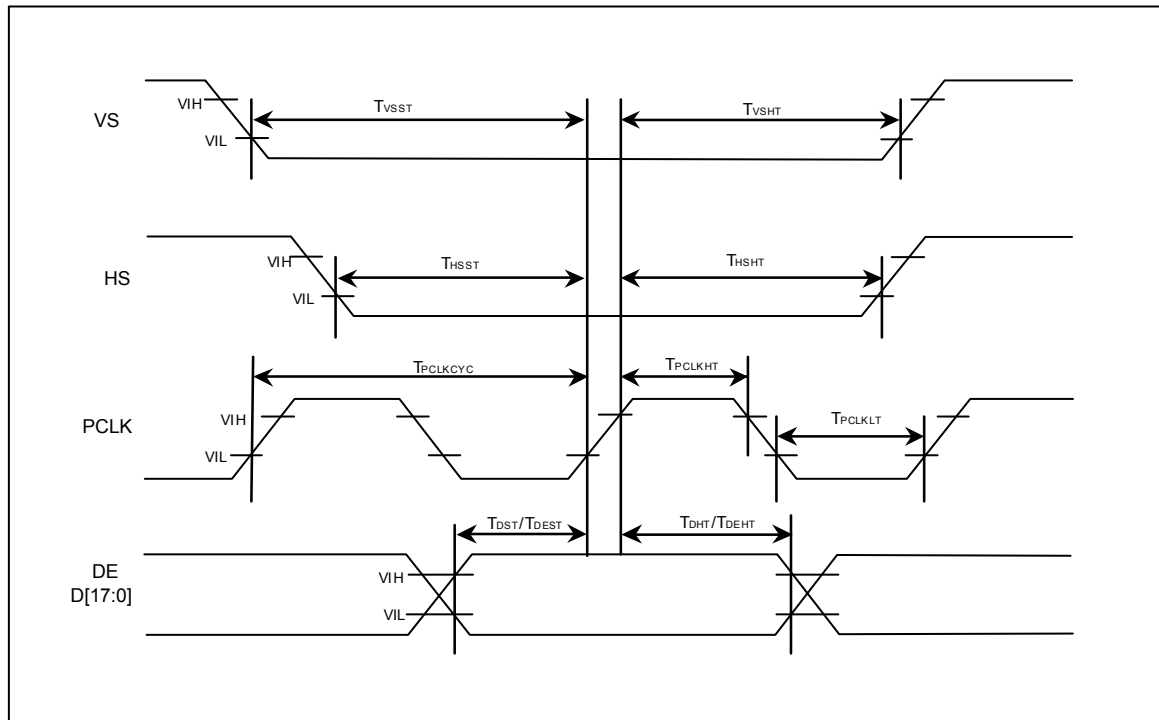 VIH
TVSST
TVSHT
VS
VIL
VIH
THSST
THSHT
HS
VIL
TPCLKCYC
TPCLKHT
VIH
TPCLKLT
PCLK
VIL
TDST/TDEST
TDHT/TDEHT
DE
VIH
D[17:0]
VIL